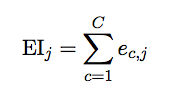 EI_j = \sum_{c=1}^{C} e_{c,j}